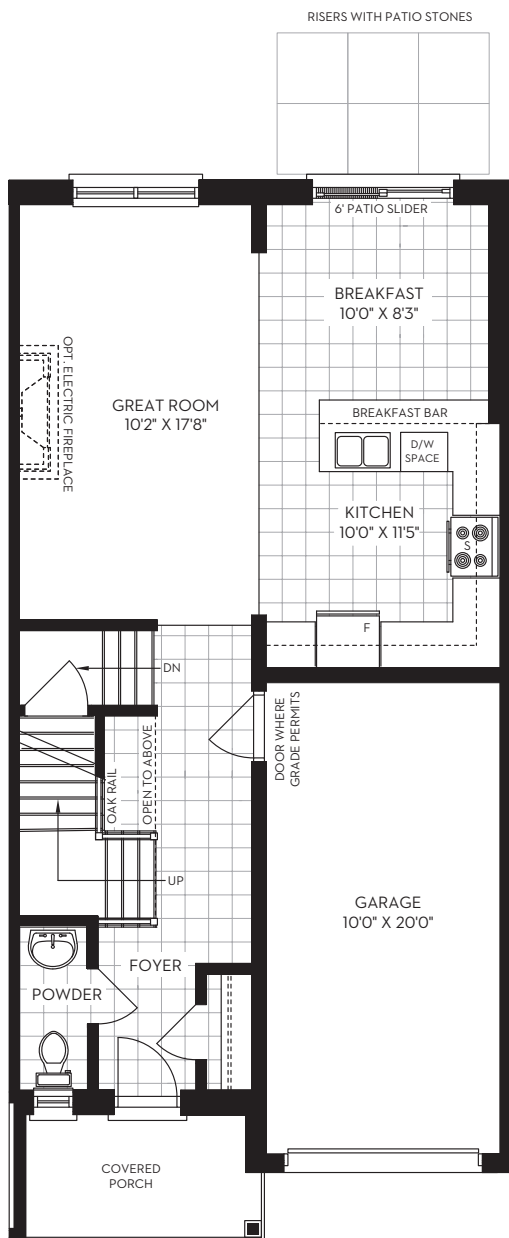 RISERS WITH PATIO STONES
6' PATIO SLIDER
BREAKFAST
10'0" X 8'3"
OPT. ELECTRIC FIREPLACE
GREAT ROOM
10'2" X 17'8"
BREAKFAST BAR
D/W
SPACE
KITCHEN
10'0" X 11'5"
S
F
DN
DOOR WHERE
GRADE PERMITS
OAK RAIL
OPEN TO ABOVE
UP
GARAGE
10'0" X 20'0"
FOYER
POWDER
COVERED
PORCH